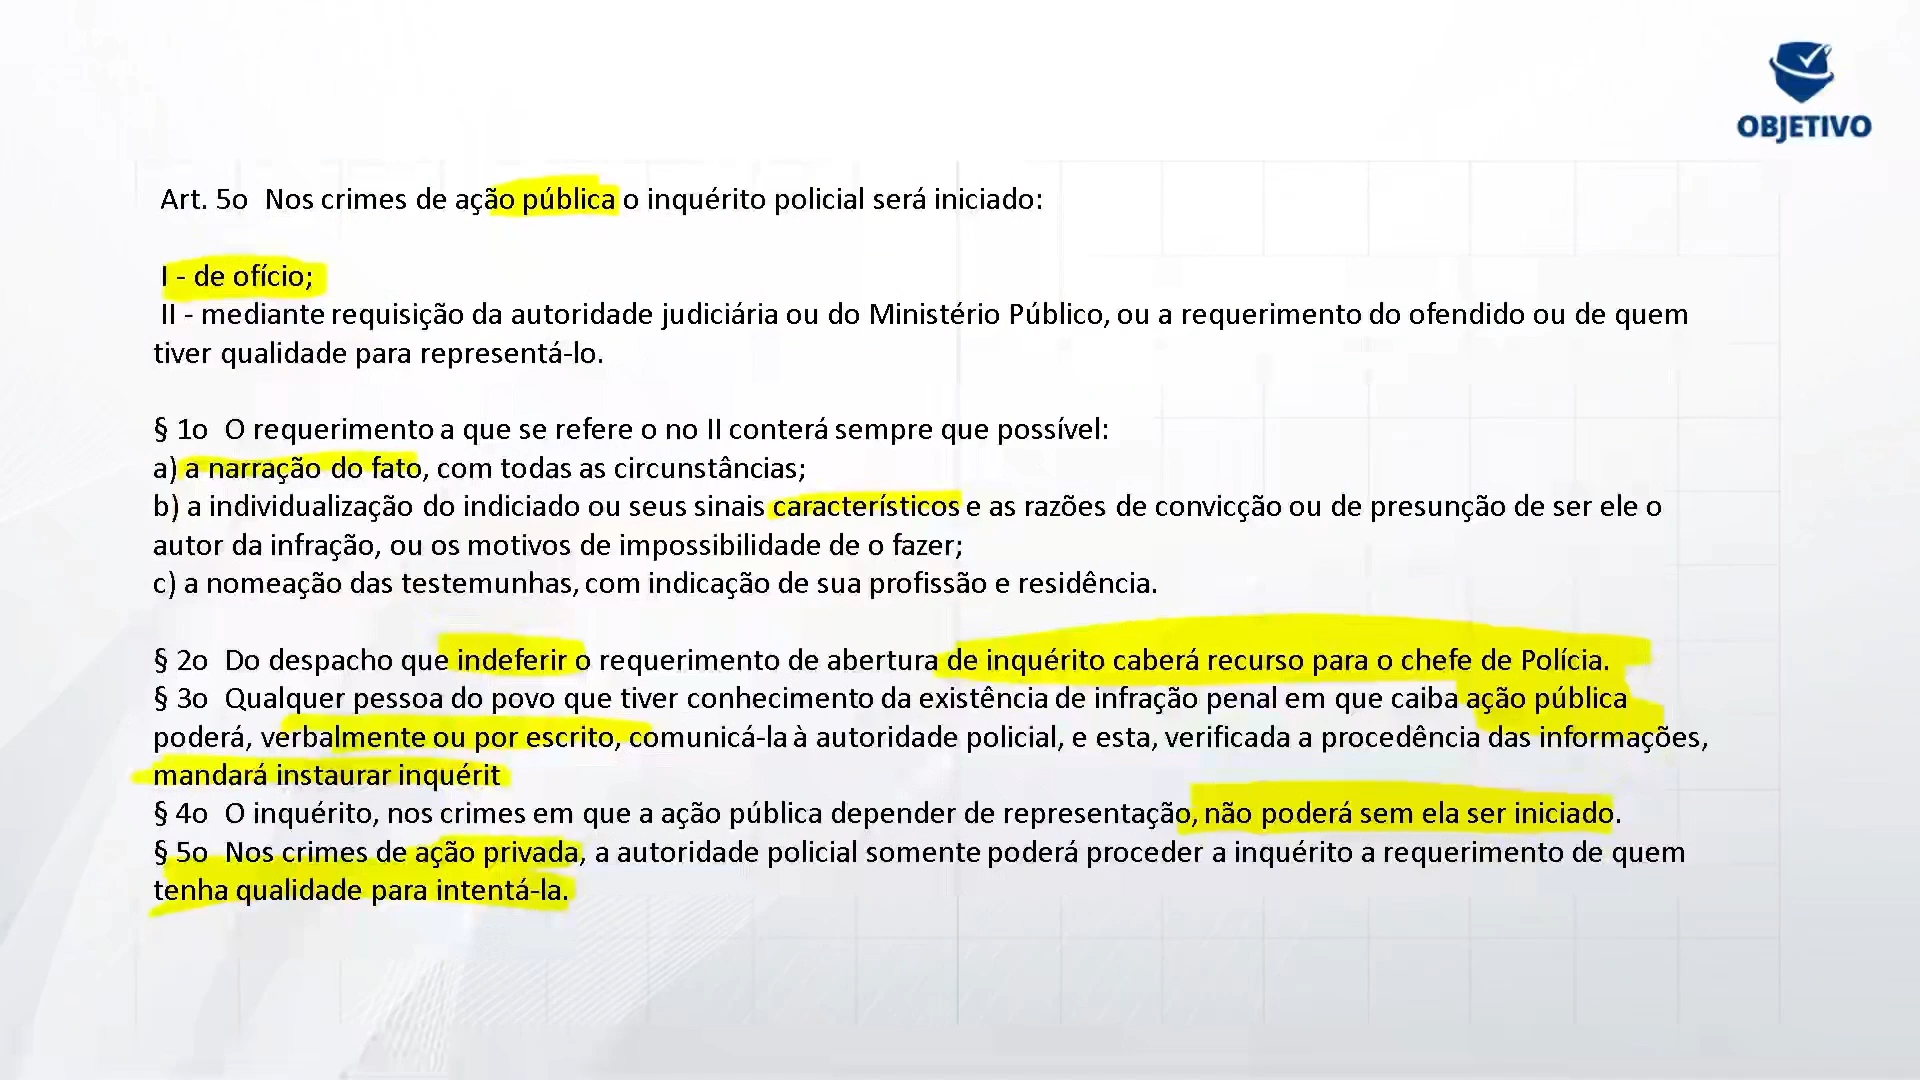 OBJETIVO
Art. 5o Nos crimes de ação pública o inquérito policial será iniciado:
I - de ofício;
II - mediante requisição da autoridade judiciária ou do Ministério Público, ou a requerimento do ofendido ou de quem
tiver qualidade para representá-lo.
§ 1o O requerimento a que se refere o no II conterá sempre que possível:
a) a narração do fato, com todas as circunstâncias;
b) a individualização do indiciado ou seus sinais característicos e as razões de convicção ou de presunção de ser ele o
autor da infração, ou os motivos de impossibilidade de o fazer;
c) a nomeação das testemunhas, com indicação de sua profissão e residência.
§ 2o Do despacho que indeferir o requerimento de abertura de inquérito caberá recurso para o chefe de Polícia.
§ 3o Qualquer pessoa do povo que tiver conhecimento da existência de infração penal em que caiba ação pública
poderá, verbalmente ou por escrito, comunicá-la à autoridade policial, e esta, verificada a procedência das informações,
mandará instaurar inquérit
§ 4o O inquérito, nos crimes em que a ação pública depender de representação, não poderá sem ela ser iniciado.
§ 5o Nos crimes de ação privada, a autoridade policial somente poderá proceder a inquérito a requerimento de quem
tenha qualidade para intentá-la.